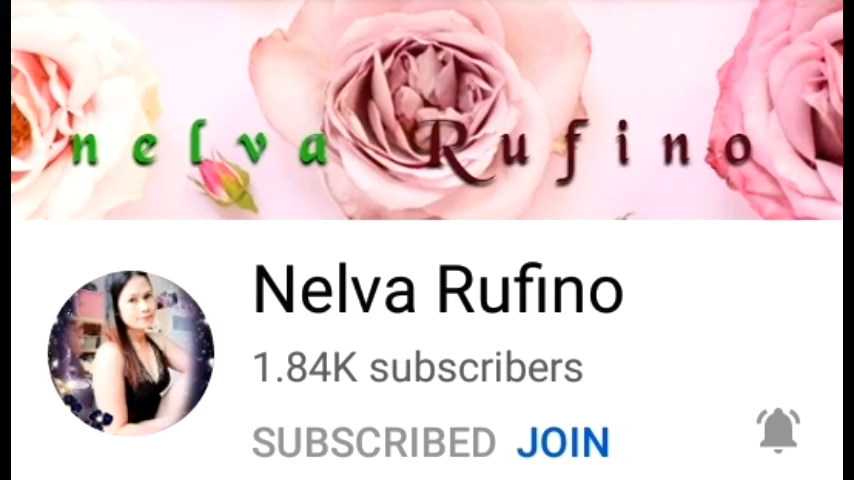 nelva Rufino
Nelva Rufino
1.84K subscribers
SUBSCRIBED JOIN